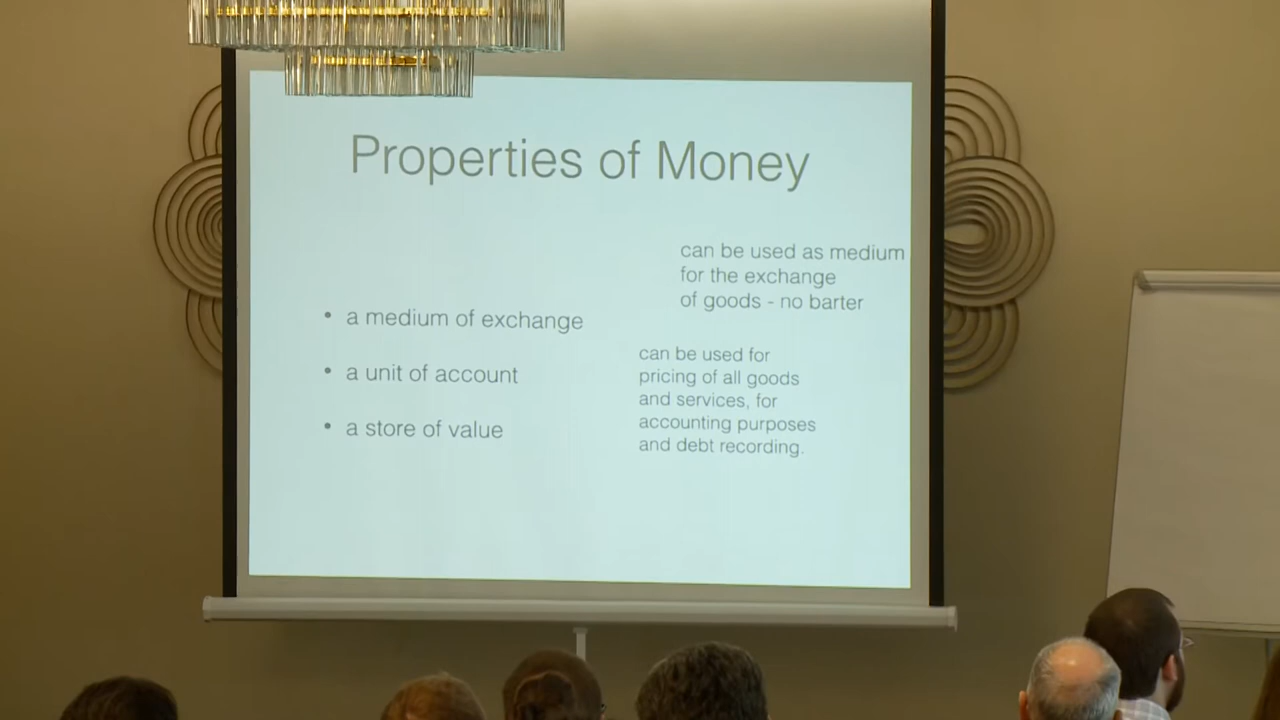 Properties of Money
• a medium of exchange
• a unit of account
• a store of value
can be used as medium
for the exchange
of goods - no barter
can be used for
pricing of all goods
and services, for
accounting purposes
and debt recording.